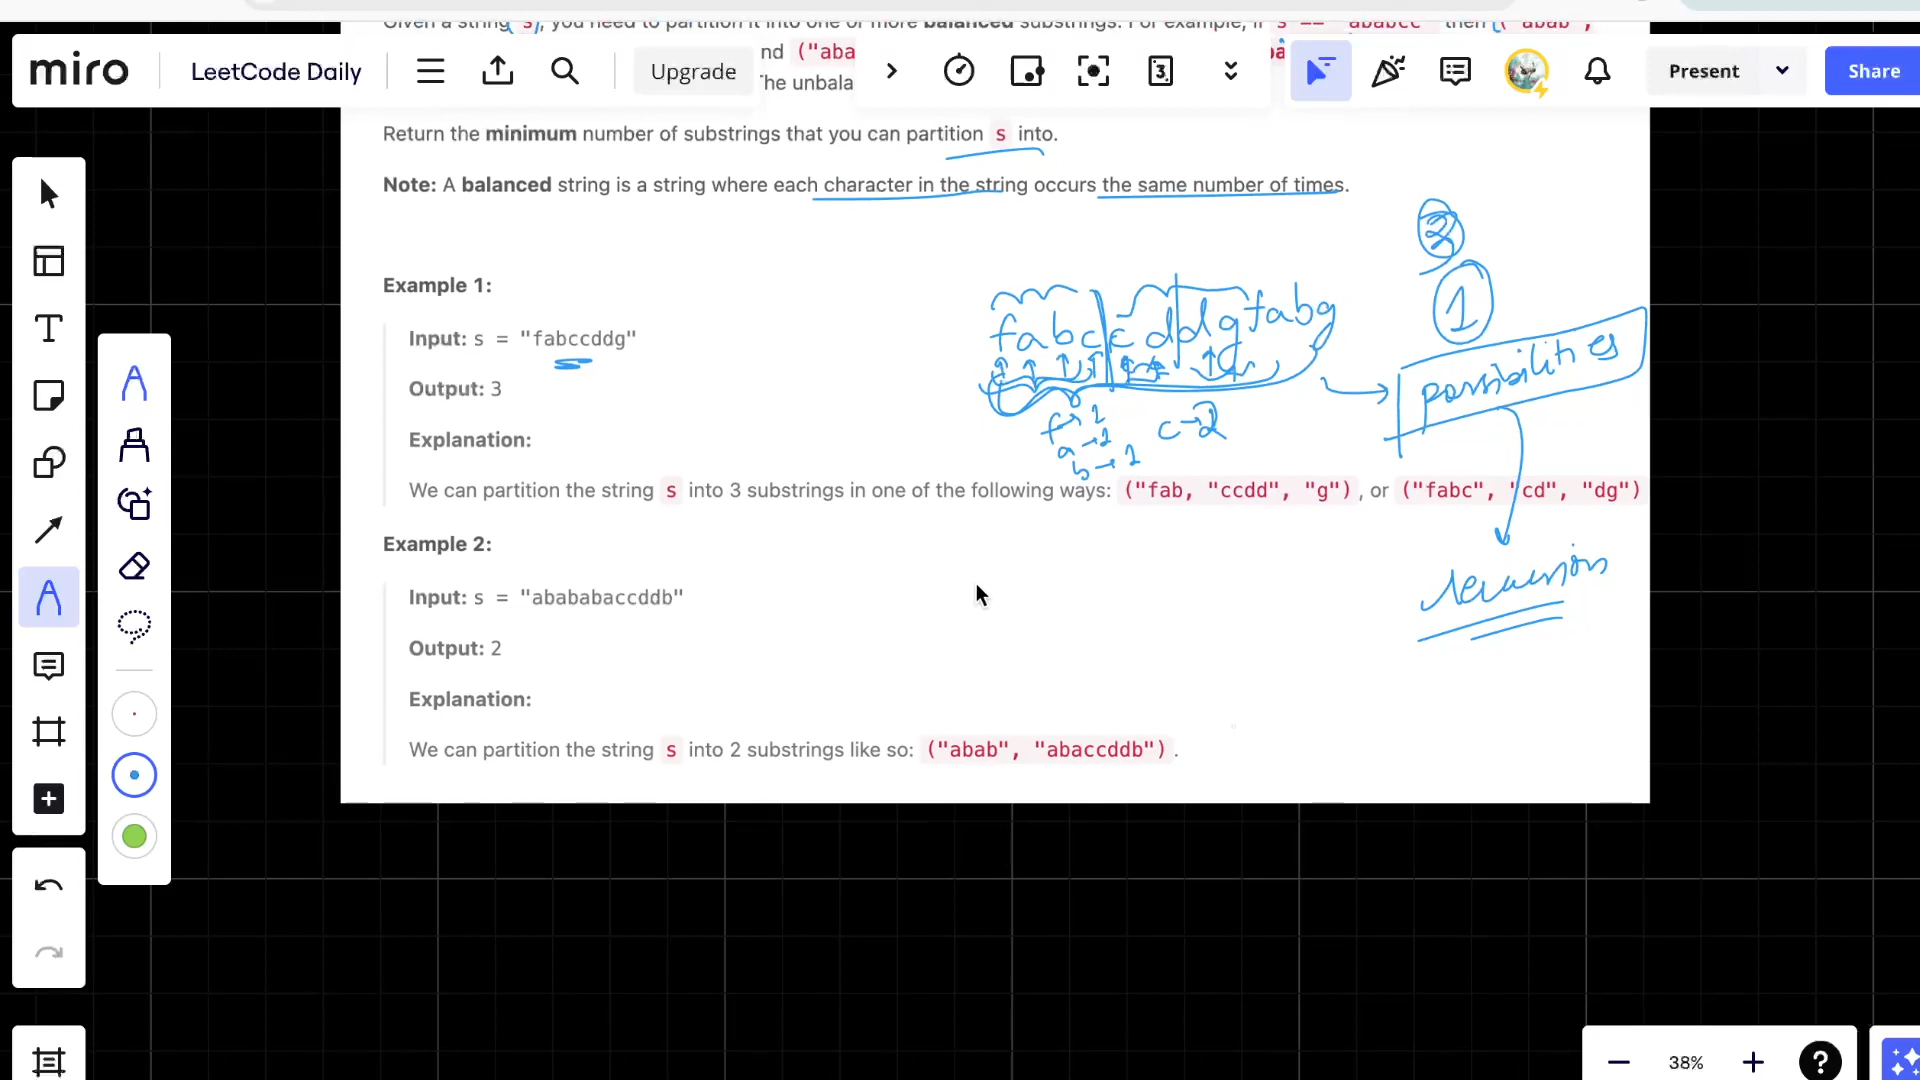 Given a string s, you need to partition it into one or more balanced substrings. For example, if s == "ababcc" then ("abab",
miro LeetCode Daily Upgrade nd ("aba Present Share
The unbala
Return the minimum number of substrings that you can partition s into.
Note: A balanced string is a string where each character in the string occurs the same number of times.
3
1
Example 1:
fabccddgfabg
Input: s = "fabccddg"
possibilities
Output: 3
f→1
a→1
b→1
c→2
Explanation:
We can partition the string s into 3 substrings in one of the following ways: ("fab, "ccdd", "g"), or ("fabc", "cd", "dg")
Example 2:
recursion
Input: s = "abababaccddb"
Output: 2
Explanation:
We can partition the string s into 2 substrings like so: ("abab", "abaccddb").
38%